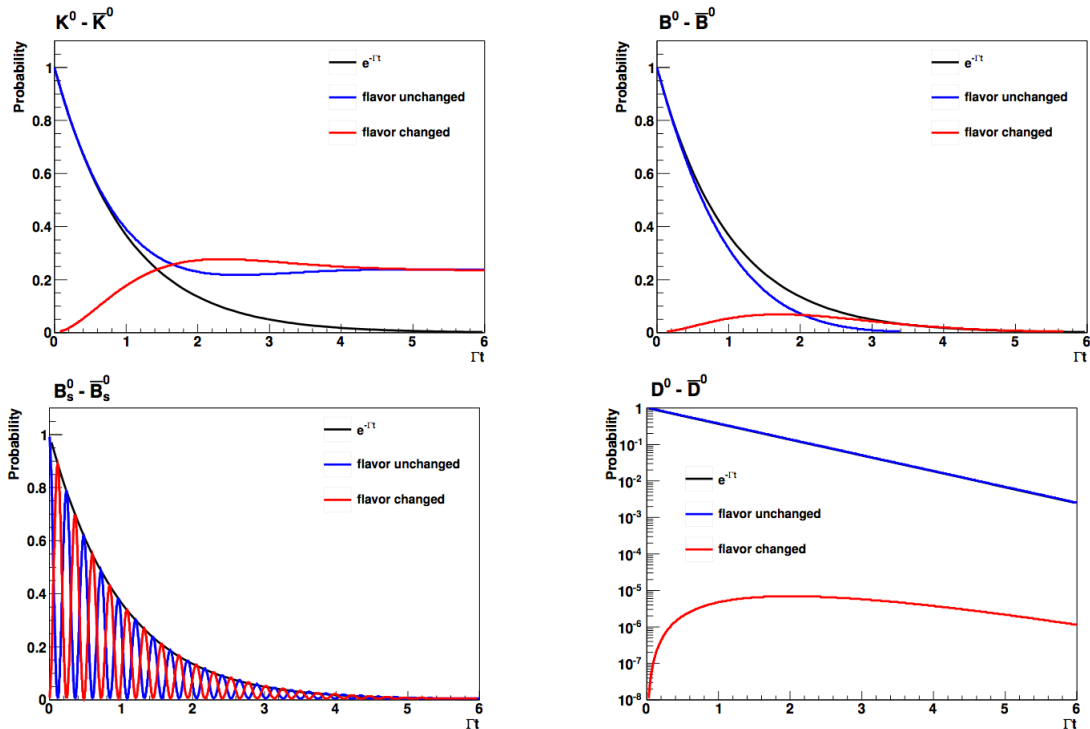 K⁰ - K̅⁰
Probability
1
0.8
0.6
0.4
0.2
0
e^-Γt
flavor unchanged
flavor changed
0 1 2 3 4 5 6
Γt
B⁰ - B̅⁰
Probability
1
0.8
0.6
0.4
0.2
0
e^-Γt
flavor unchanged
flavor changed
0 1 2 3 4 5 6
Γt
Bₛ⁰ - B̅ₛ⁰
Probability
1
0.8
0.6
0.4
0.2
0
e^-Γt
flavor unchanged
flavor changed
0 1 2 3 4 5 6
Γt
D⁰ - D̅⁰
Probability
1
10⁻¹
10⁻²
10⁻³
10⁻⁴
10⁻⁵
10⁻⁶
10⁻⁷
10⁻⁸
e^-Γt
flavor unchanged
flavor changed
0 1 2 3 4 5 6
Γt